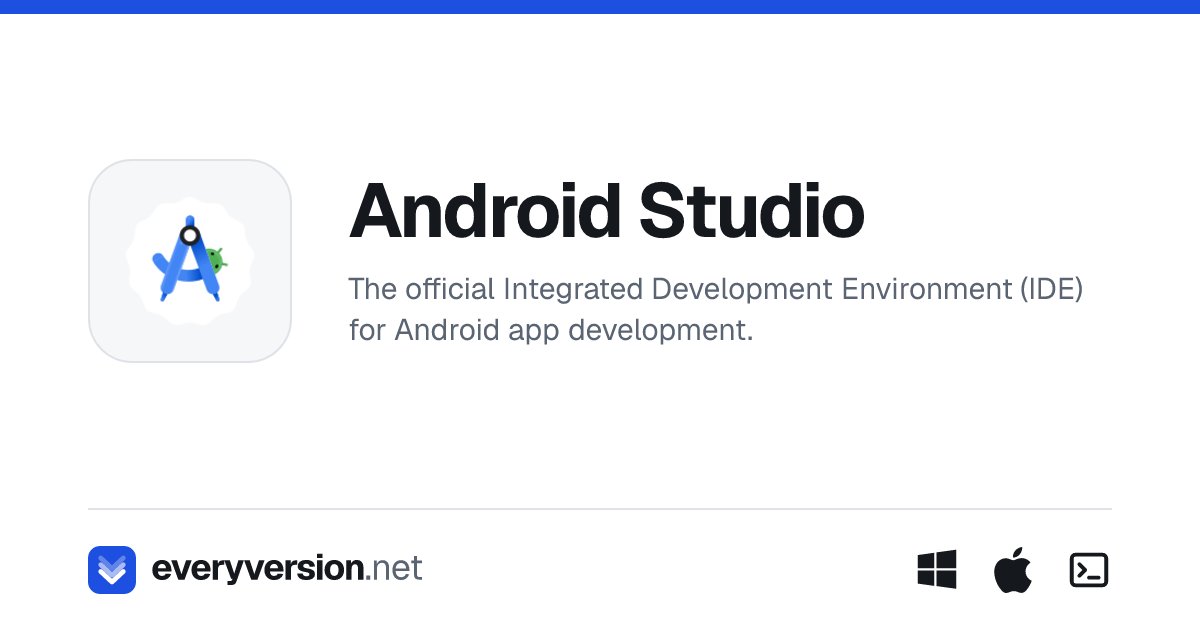 Android Studio
The official Integrated Development Environment (IDE)
for Android app development.
everyversion.net